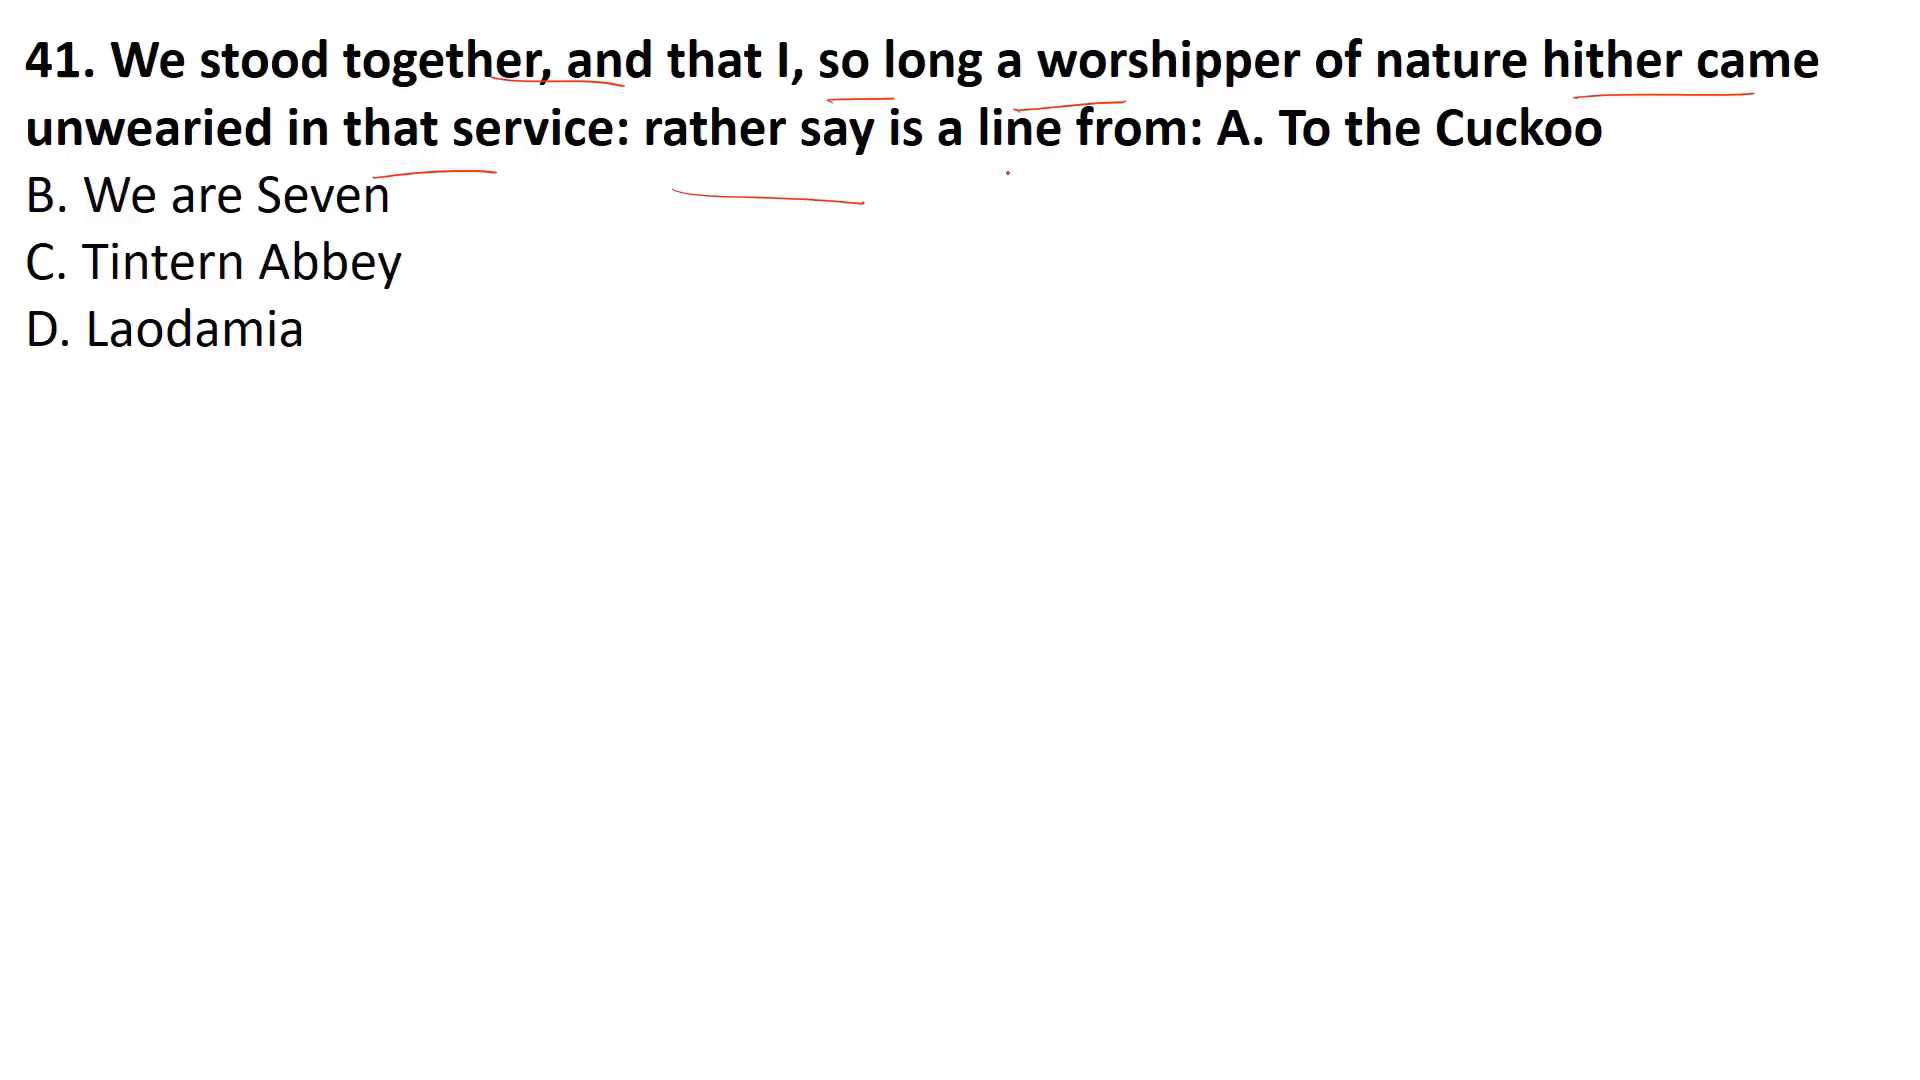 41. We stood together, and that I, so long a worshipper of nature hither came
unwearied in that service: rather say is a line from: A. To the Cuckoo
B. We are Seven
C. Tintern Abbey
D. Laodamia